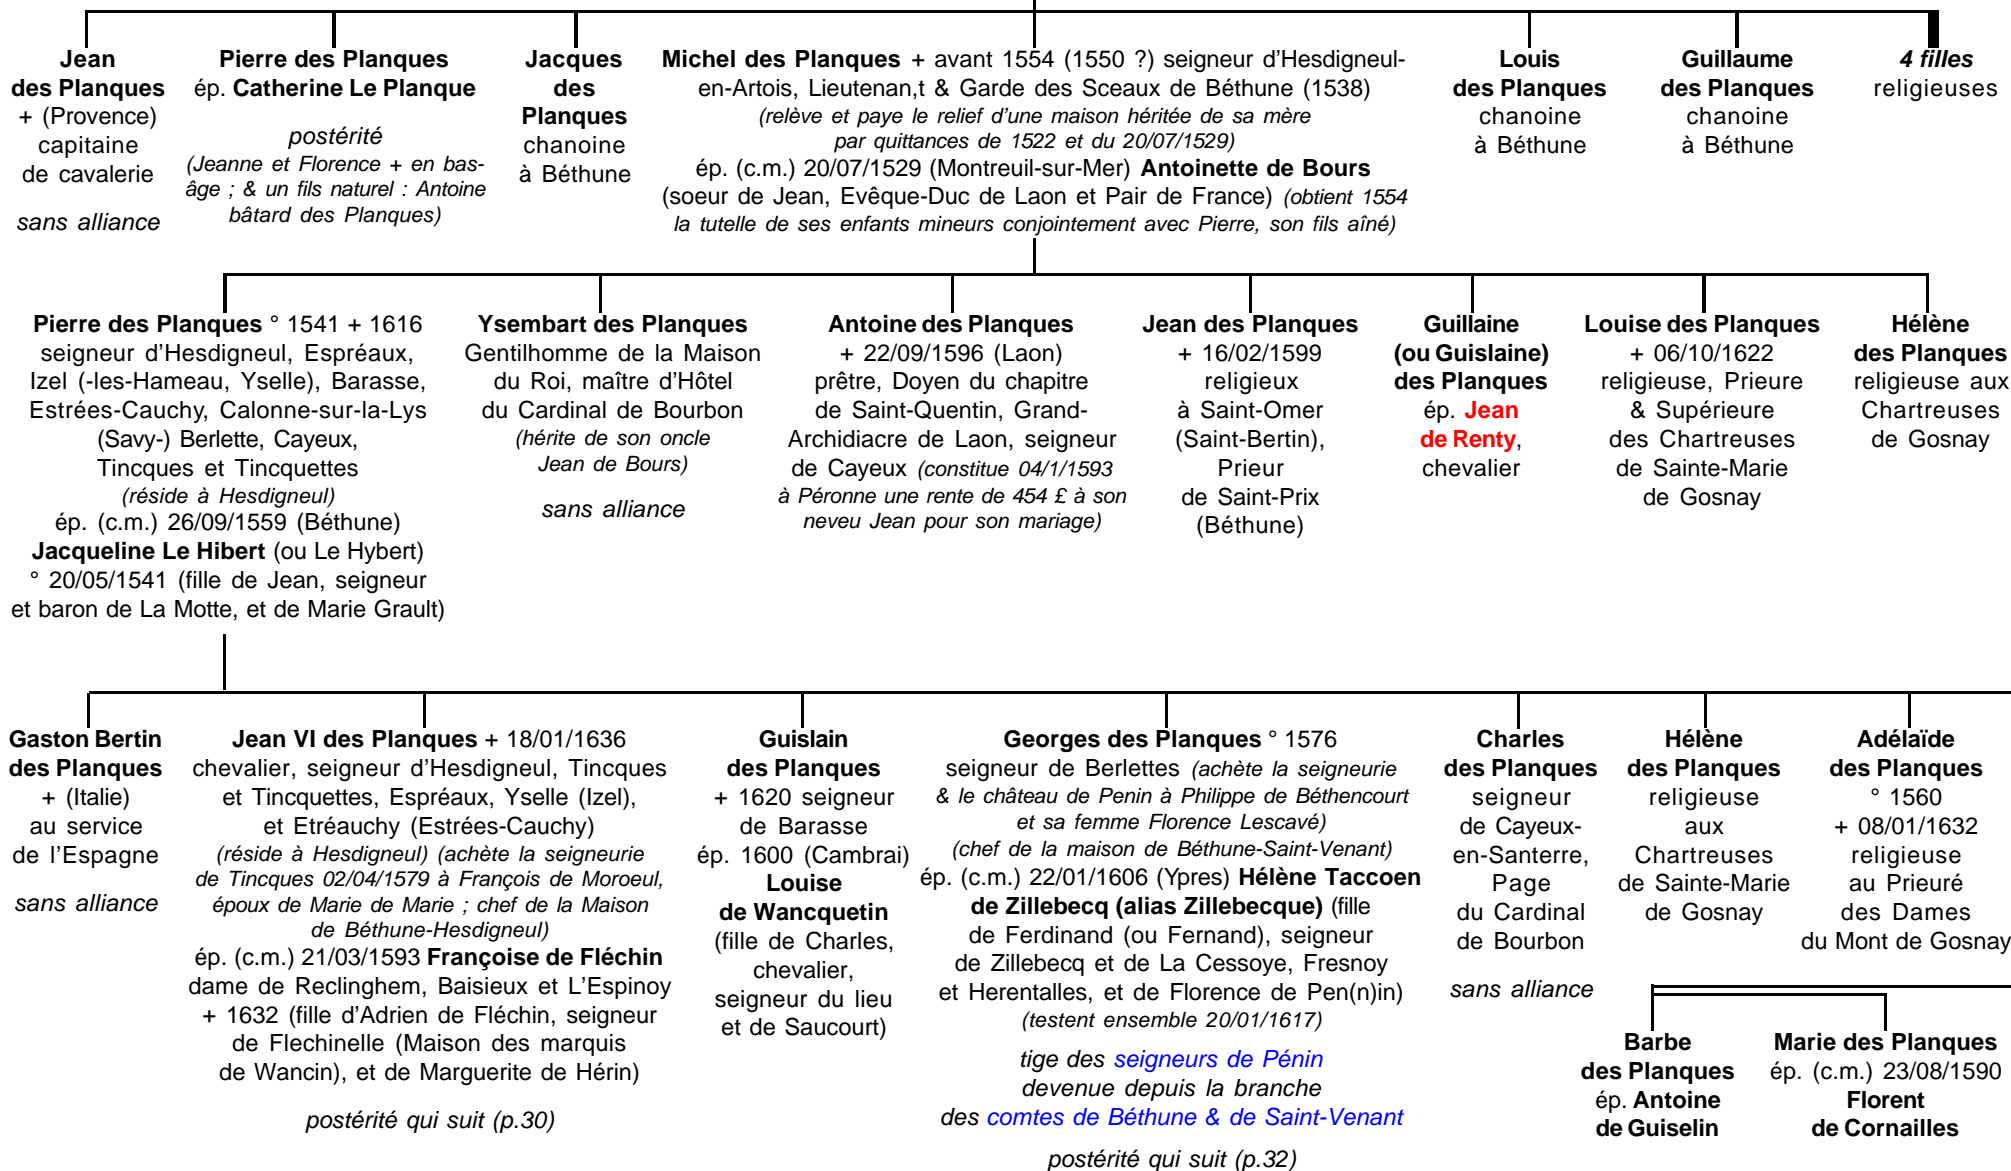 Jean
des Planques
+ (Provence)
capitaine
de cavalerie
sans alliance
Pierre des Planques
ép. Catherine Le Planque
postérité
(Jeanne et Florence + en bas-
âge ; & un fils naturel : Antoine
bâtard des Planques)
Jacques
des
Planques
chanoine
à Béthune
Michel des Planques + avant 1554 (1550 ?) seigneur d'Hesdigneul-
en-Artois, Lieutenan,t & Garde des Sceaux de Béthune (1538)
(relève et paye le relief d'une maison héritée de sa mère
par quittances de 1522 et du 20/07/1529)
ép. (c.m.) 20/07/1529 (Montreuil-sur-Mer) Antoinette de Bours
(soeur de Jean, Evêque-Duc de Laon et Pair de France) (obtient 1554
la tutelle de ses enfants mineurs conjointement avec Pierre, son fils aîné)
Louis
des Planques
chanoine
à Béthune
Guillaume
des Planques
chanoine
à Béthune
4 filles
religieuses
Pierre des Planques ° 1541 + 1616
seigneur d'Hesdigneul, Espréaux,
Izel (-les-Hameau, Yselle), Barasse,
Estrées-Cauchy, Calonne-sur-la-Lys
(Savy-) Berlette, Cayeux,
Tincques et Tincquettes
(réside à Hesdigneul)
ép. (c.m.) 26/09/1559 (Béthune)
Jacqueline Le Hibert (ou Le Hybert)
° 20/05/1541 (fille de Jean, seigneur
et baron de La Motte, et de Marie Grault)
Ysembart des Planques
Gentilhomme de la Maison
du Roi, maître d'Hôtel
du Cardinal de Bourbon
(hérite de son oncle
Jean de Bours)
sans alliance
Antoine des Planques
+ 22/09/1596 (Laon)
prêtre, Doyen du chapitre
de Saint-Quentin, Grand-
Archidiacre de Laon, seigneur
de Cayeux (constitue 04/1/1593
à Péronne une rente de 454 £ à son
neveu Jean pour son mariage)
Jean des Planques
+ 16/02/1599
religieux
à Saint-Omer
(Saint-Bertin),
Prieur
de Saint-Prix
(Béthune)
Guillaine
(ou Guislaine)
des Planques
ép. Jean
de Renty,
chevalier
Louise des Planques
+ 06/10/1622
religieuse, Prieure
& Supérieure
des Chartreuses
de Sainte-Marie
de Gosnay
Hélène
des Planques
religieuse aux
Chartreuses
de Gosnay
Gaston Bertin
des Planques
+ (Italie)
au service
de l'Espagne
sans alliance
Jean VI des Planques + 18/01/1636
chevalier, seigneur d'Hesdigneul, Tincques
et Tincquettes, Espréaux, Yselle (Izel),
et Etréauchy (Estrées-Cauchy)
(réside à Hesdigneul) (achète la seigneurie
de Tincques 02/04/1579 à François de Moroeul,
époux de Marie de Marie ; chef de la Maison
de Béthune-Hesdigneul)
ép. (c.m.) 21/03/1593 Françoise de Fléchin
dame de Reclinghem, Baisieux et L'Espinoy
+ 1632 (fille d'Adrien de Fléchin, seigneur
de Flechinelle (Maison des marquis
de Wancin), et de Marguerite de Hérin)
postérité qui suit (p.30)
Guislain
des Planques
+ 1620 seigneur
de Barasse
ép. 1600 (Cambrai)
Louise
de Wancquetin
(fille de Charles,
chevalier,
seigneur du lieu
et de Saucourt)
Georges des Planques ° 1576
seigneur de Berlettes (achète la seigneurie
& le château de Penin à Philippe de Béthencourt
et sa femme Florence Lescavé)
(chef de la maison de Béthune-Saint-Venant)
ép. (c.m.) 22/01/1606 (Ypres) Hélène Taccoen
de Zillebecq (alias Zillebecque) (fille
de Ferdinand (ou Fernand), seigneur
de Zillebecq et de La Cessoye, Fresnoy
et Herentalles, et de Florence de Pen(n)in)
(testent ensemble 20/01/1617)
tige des seigneurs de Pénin
devenue depuis la branche
des comtes de Béthune & de Saint-Venant
postérité qui suit (p.32)
Charles
des Planques
seigneur
de Cayeux-
en-Santerre,
Page
du Cardinal
de Bourbon
sans alliance
Hélène
des Planques
religieuse
aux
Chartreuses
de Sainte-Marie
de Gosnay
Adélaïde
des Planques
° 1560
+ 08/01/1632
religieuse
au Prieuré
des Dames
du Mont de Gosnay
Barbe
des Planques
ép. Antoine
de Guiselin
Marie des Planques
ép. (c.m.) 23/08/1590
Florent
de Cornailles